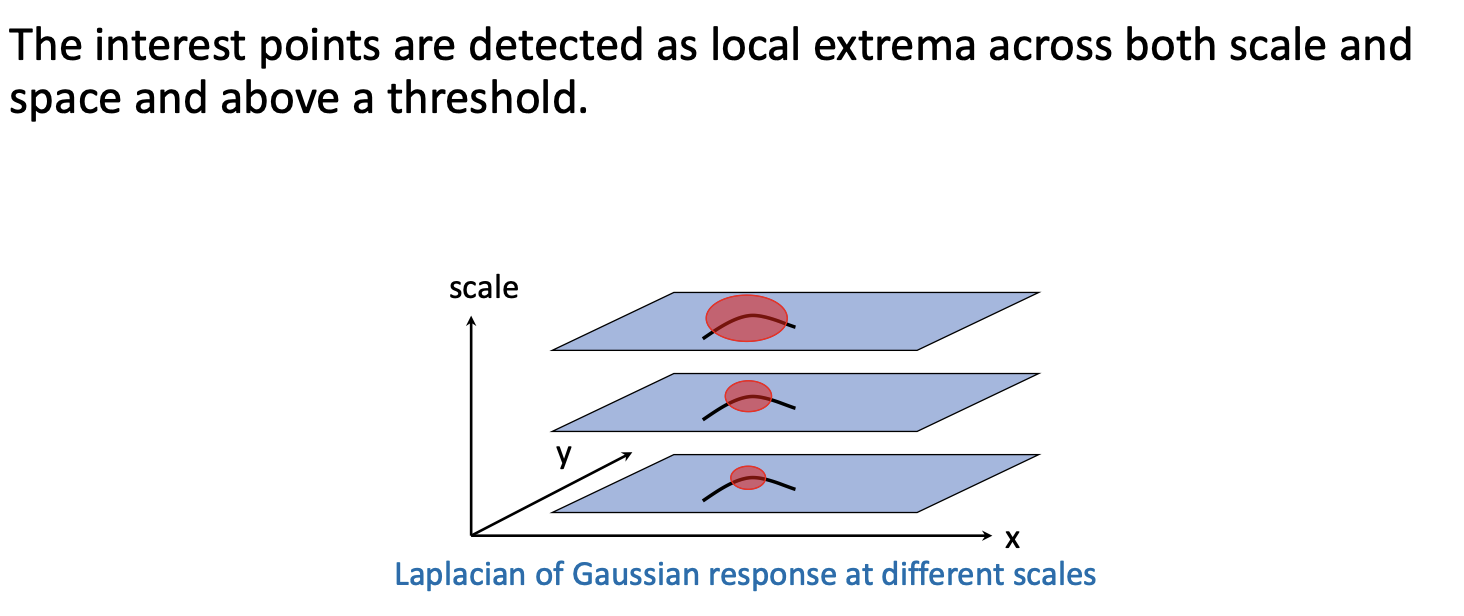 The interest points are detected as local extrema across both scale and
space and above a threshold.
scale
y
x
Laplacian of Gaussian response at different scales